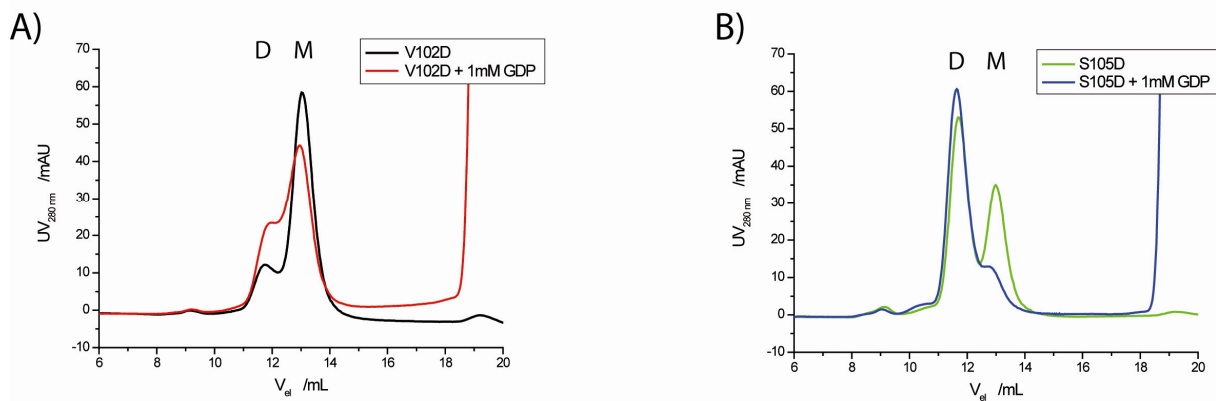 A)
D M
V102D
V102D + 1mM GDP
70
60
50
40
30
20
10
0
-10
UV280 nm /mAU
6 8 10 12 14 16 18 20
Vel /mL
B)
D M
S105D
S105D + 1mM GDP
70
60
50
40
30
20
10
0
-10
UV280 nm /mAU
6 8 10 12 14 16 18 20
Vel /mL